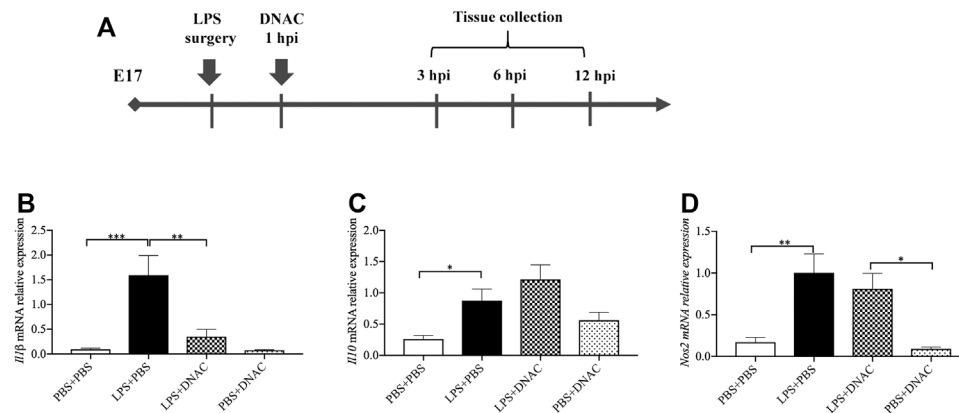 A
LPS
surgery
DNAC
1 hpi
Tissue collection
E17
3 hpi
6 hpi
12 hpi
B
Il1β mRNA relative expression
2.5
2.0
1.5
1.0
0.5
0.0
***
**
PBS+PBS
LPS+PBS
LPS+DNAC
PBS+DNAC
C
Il10 mRNA relative expression
2.0
1.5
1.0
0.5
0.0
*
PBS+PBS
LPS+PBS
LPS+DNAC
PBS+DNAC
D
Nos2 mRNA relative expression
1.5
1.0
0.5
0.0
**
*
PBS+PBS
LPS+PBS
LPS+DNAC
PBS+DNAC